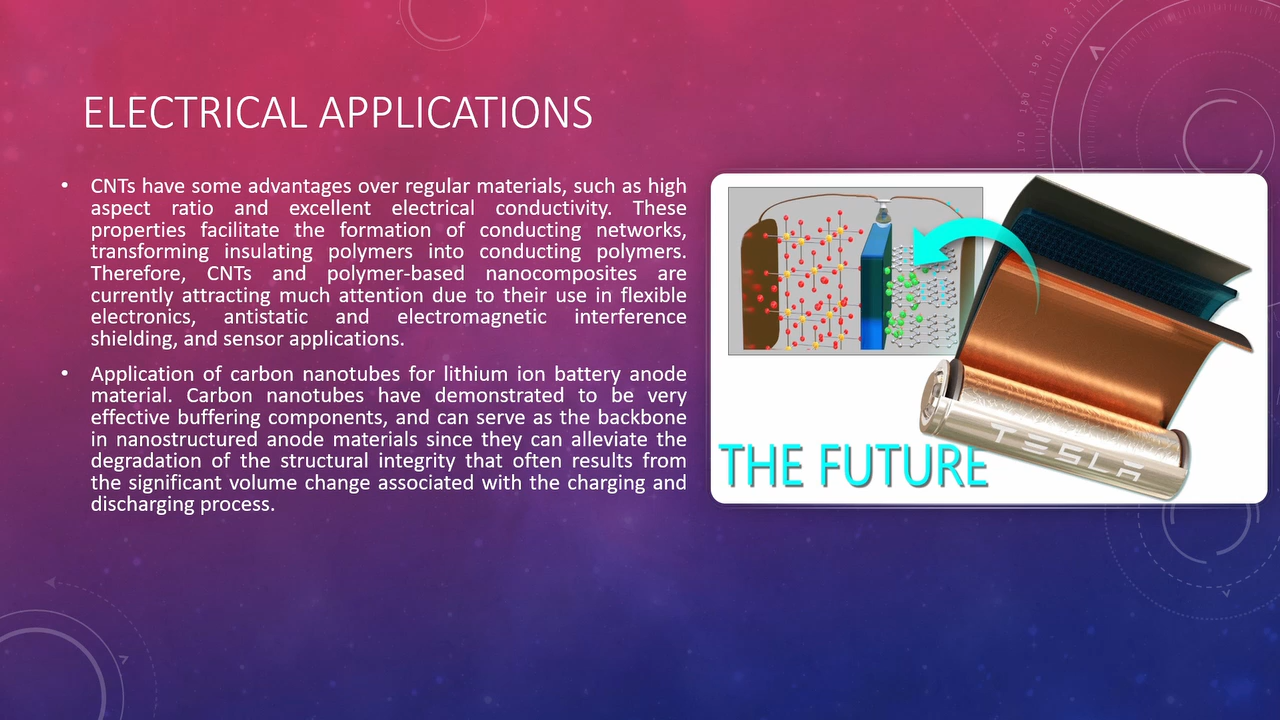 ELECTRICAL APPLICATIONS
• CNTs have some advantages over regular materials, such as high
aspect ratio and excellent electrical conductivity. These
properties facilitate the formation of conducting networks,
transforming insulating polymers into conducting polymers.
Therefore, CNTs and polymer-based nanocomposites are
currently attracting much attention due to their use in flexible
electronics, antistatic and electromagnetic interference
shielding, and sensor applications.
• Application of carbon nanotubes for lithium ion battery anode
material. Carbon nanotubes have demonstrated to be very
effective buffering components, and can serve as the backbone
in nanostructured anode materials since they can alleviate the
degradation of the structural integrity that often results from
the significant volume change associated with the charging and
discharging process.
THE FUTURE
TESLA
170
180
190
200
210